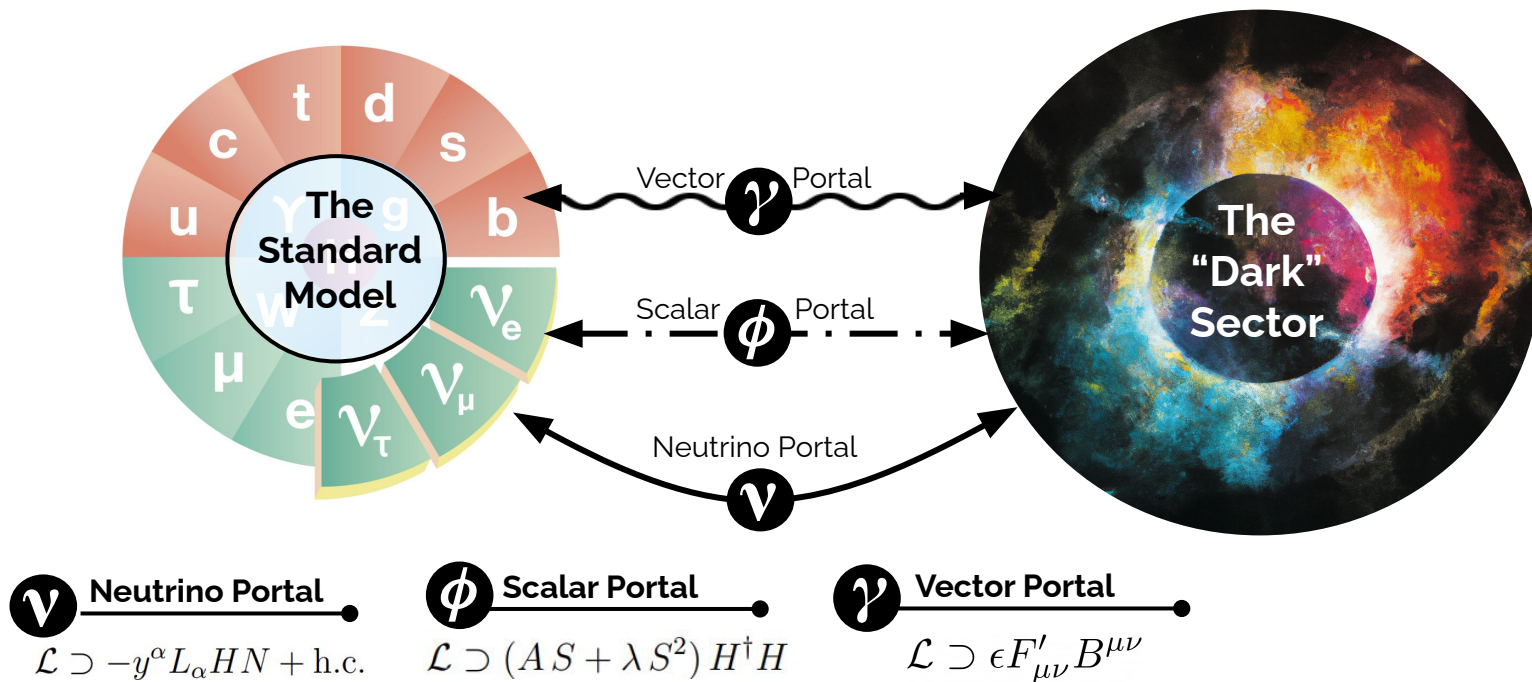 t d
c s
u b
γ g
H
W Z
The
Standard
Model
τ
μ
e
νe
νμ
ντ
Vector γ Portal
Scalar ϕ Portal
Neutrino Portal
ν
The
“Dark”
Sector
ν Neutrino Portal
ℒ ⊃ −y^α L_α HN + h.c.
ϕ Scalar Portal
ℒ ⊃ (A S + λ S²) H†H
γ Vector Portal
ℒ ⊃ ϵF′_μν B^μν